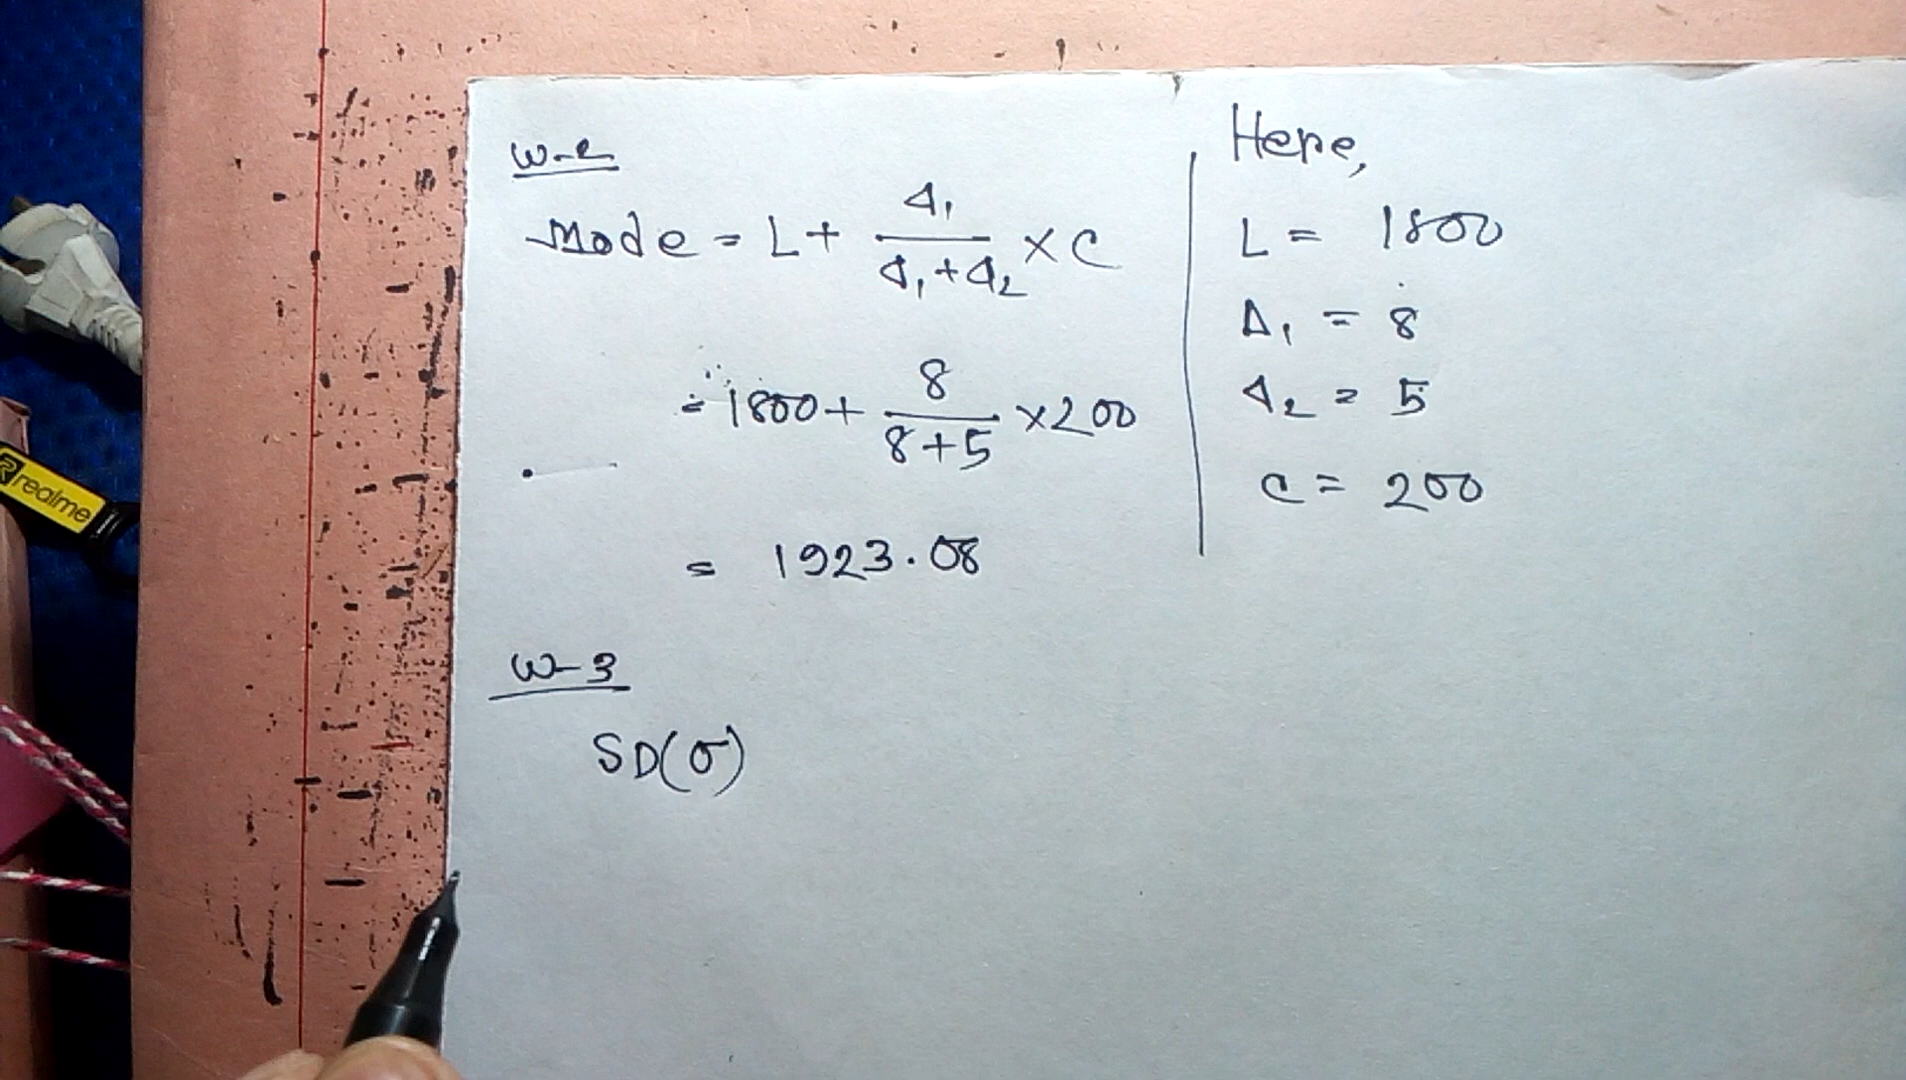 W-2
Mode = L + Δ₁ / (Δ₁ + Δ₂) × C
= 1800 + 8 / (8 + 5) × 200
= 1923.08
Here,
L = 1800
Δ₁ = 8
Δ₂ = 5
C = 200
W-3
SD(σ)
realme